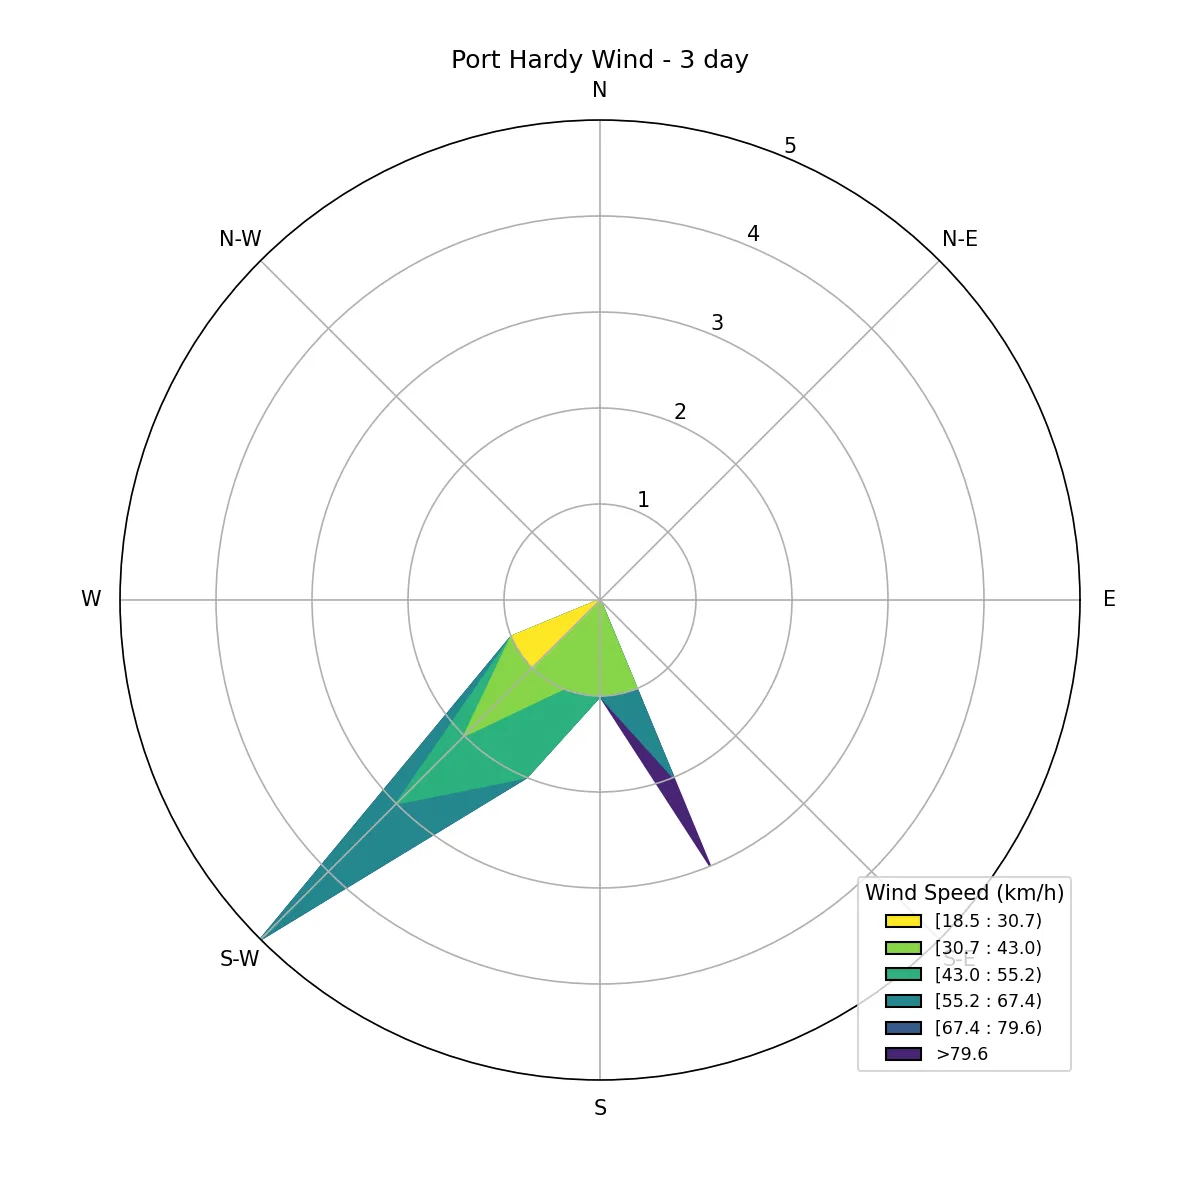 Port Hardy Wind - 3 day
N
5
N-W
N-E
4
3
2
1
W
E
S-W
S-E
Wind Speed (km/h)
[18.5 : 30.7)
[30.7 : 43.0)
[43.0 : 55.2)
[55.2 : 67.4)
[67.4 : 79.6)
>79.6
S